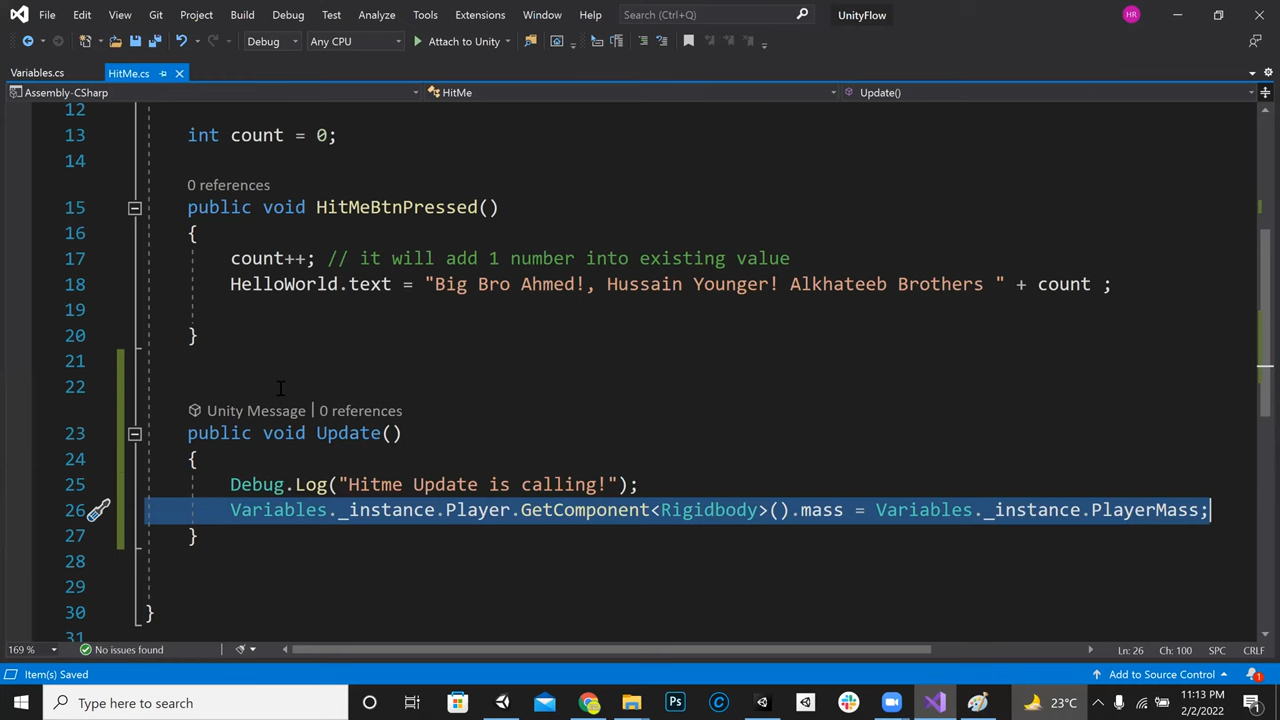 File Edit View Git Project Build Debug Test Analyze Tools Extensions Window Help Search (Ctrl+Q) UnityFlow HR
Debug Any CPU Attach to Unity
Variables.cs HitMe.cs
Assembly-CSharp HitMe Update()
12
13 int count = 0;
14
0 references
15 public void HitMeBtnPressed()
16 {
17 count++; // it will add 1 number into existing value
18 HelloWorld.text = "Big Bro Ahmed!, Hussain Younger! Alkhateeb Brothers " + count ;
19
20 }
21
22
Unity Message | 0 references
23 public void Update()
24 {
25 Debug.Log("Hitme Update is calling!");
26 Variables._instance.Player.GetComponent<Rigidbody>().mass = Variables._instance.PlayerMass;
27 }
28
29
30 }
31
169 % No issues found Ln: 26 Ch: 100 SPC CRLF
Item(s) Saved Add to Source Control 1
Type here to search Ps 23°C 11:13 PM
2/2/2022